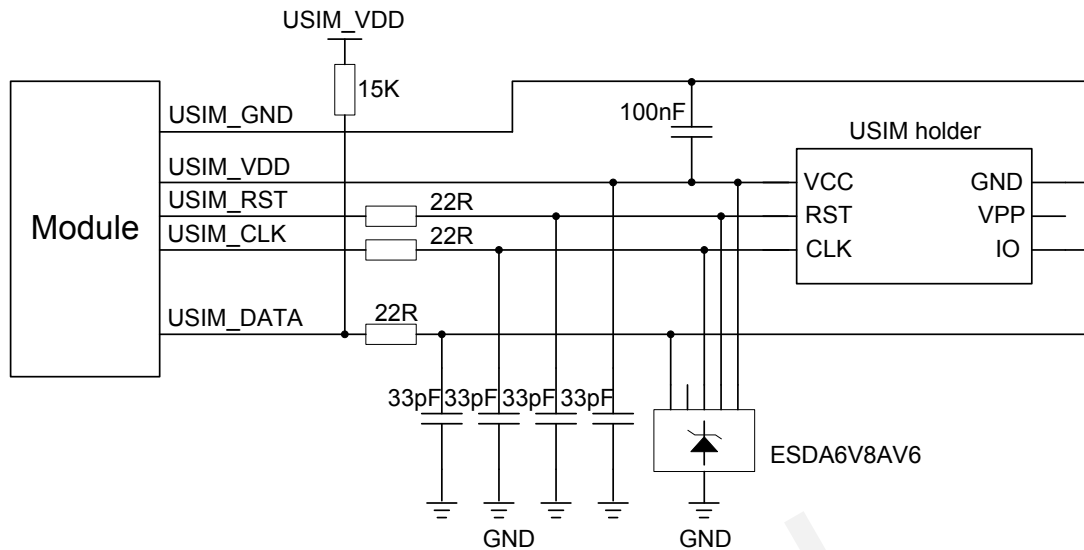 USIM_VDD
15K
USIM_GND
100nF
USIM holder
USIM_VDD
VCC GND
USIM_RST
22R
RST VPP
Module
USIM_CLK
22R
CLK IO
USIM_DATA
22R
33pF 33pF 33pF 33pF
ESDA6V8AV6
GND GND